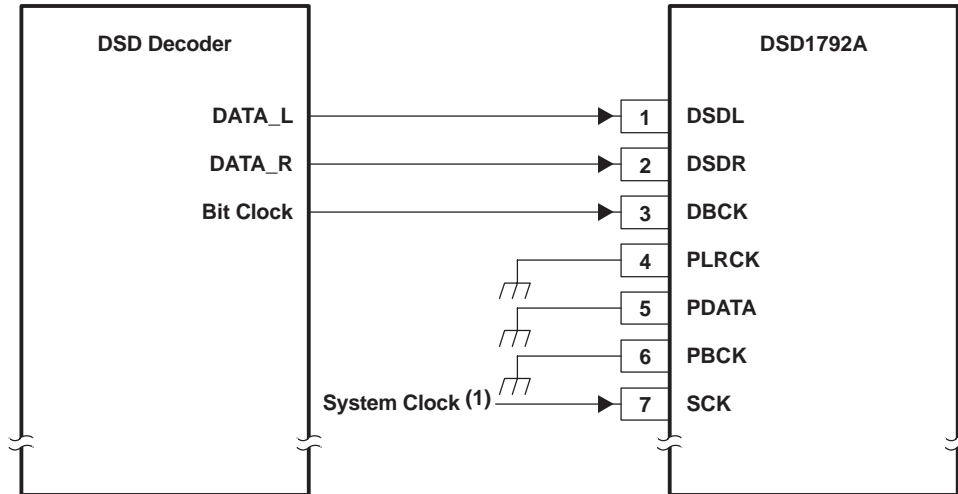 DSD Decoder
DSD1792A
DATA_L
1 DSDL
DATA_R
2 DSDR
Bit Clock
3 DBCK
4 PLRCK
5 PDATA
6 PBCK
System Clock (1)
7 SCK